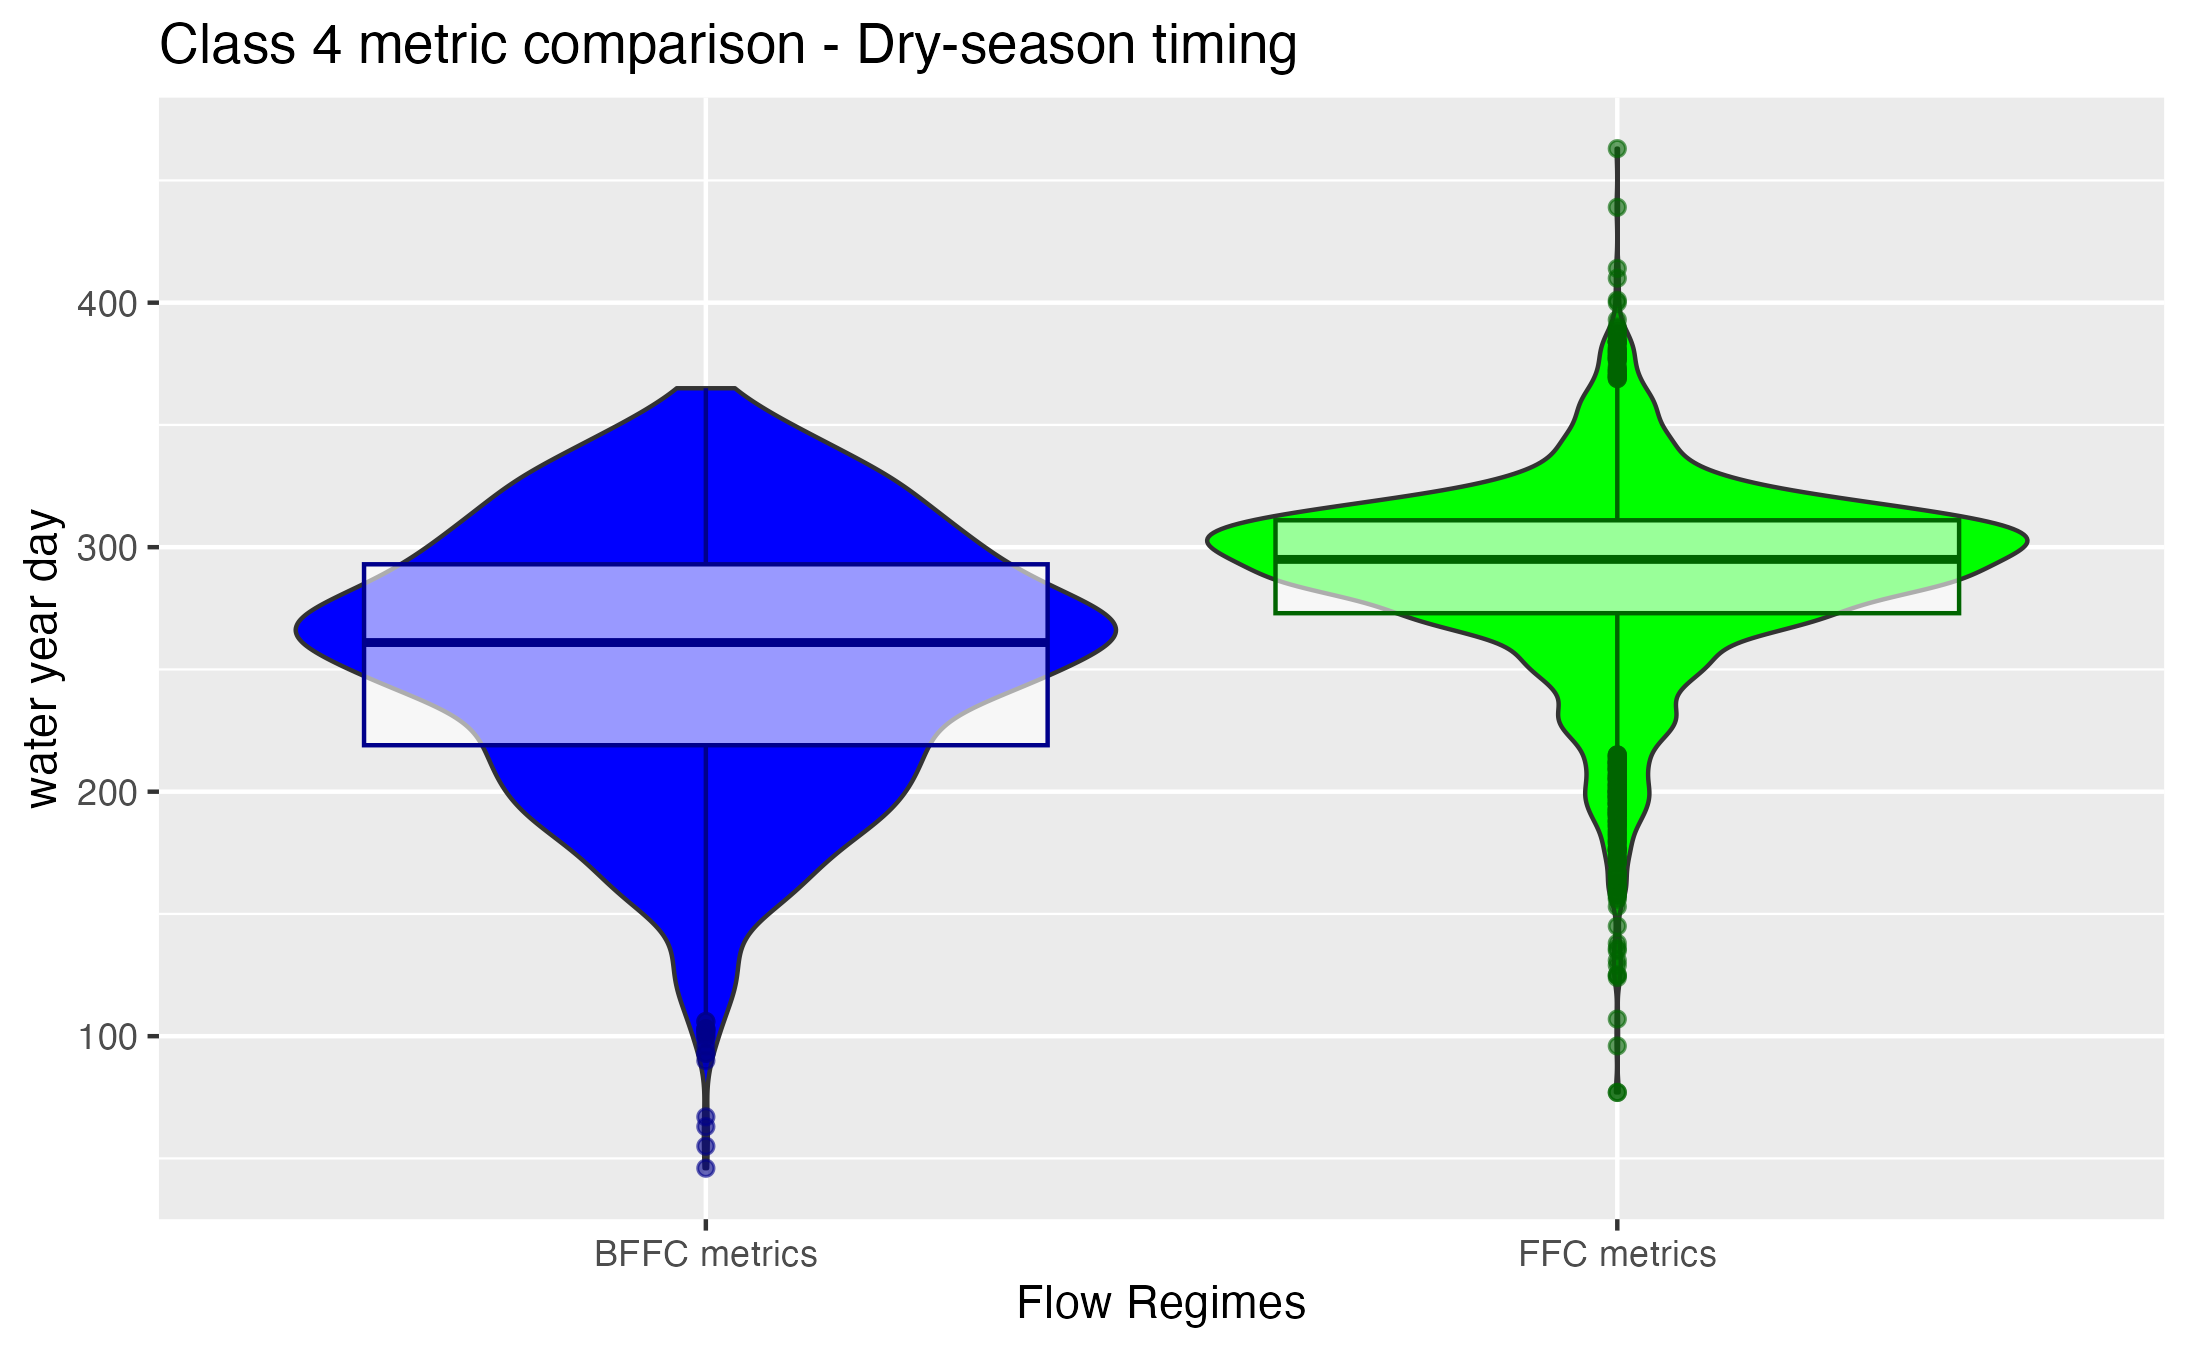 Class 4 metric comparison - Dry-season timing
water year day
400
300
200
100
BFFC metrics
FFC metrics
Flow Regimes